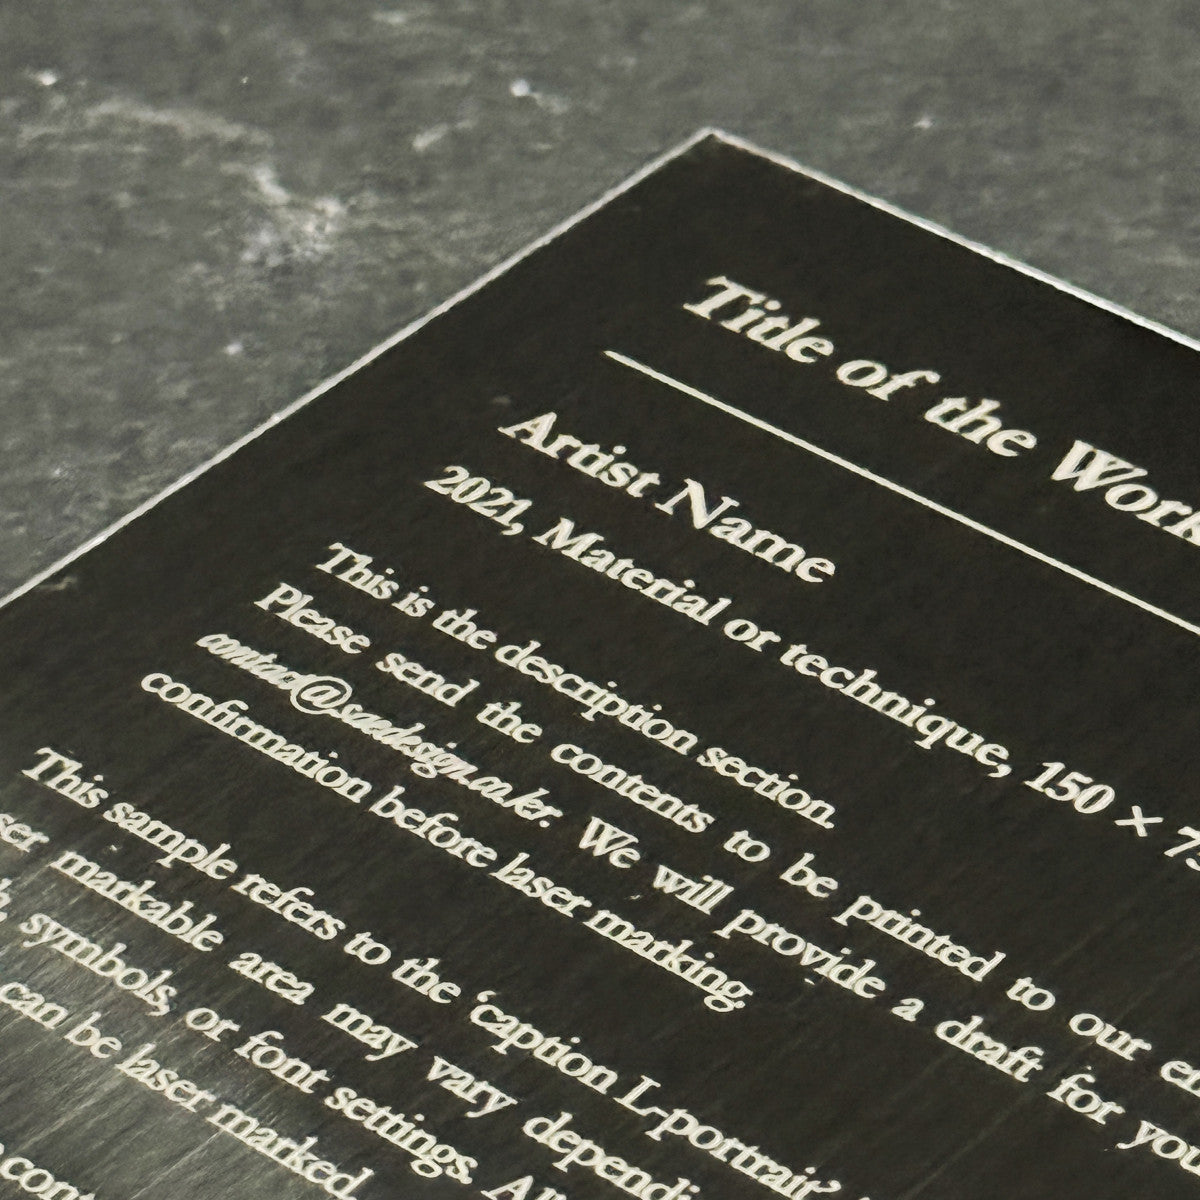 Title of the Work
Artist Name
2021, Material or technique, 150 ×
This is the description section.
Please send the contents to be printed to our
contact@saedesign.co.kr. We will provide a draft for you
confirmation before laser marking.
This sample refers to the ‘caption L-portrait’
markable area may vary
symbols, or font settings.
can be laser marked.